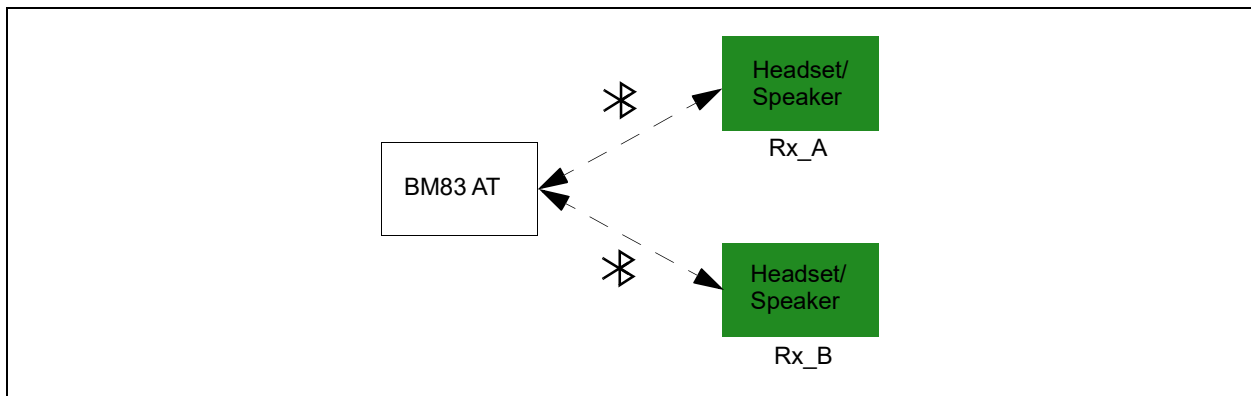 Headset/
Speaker
Rx_A
BM83 AT
Headset/
Speaker
Rx_B